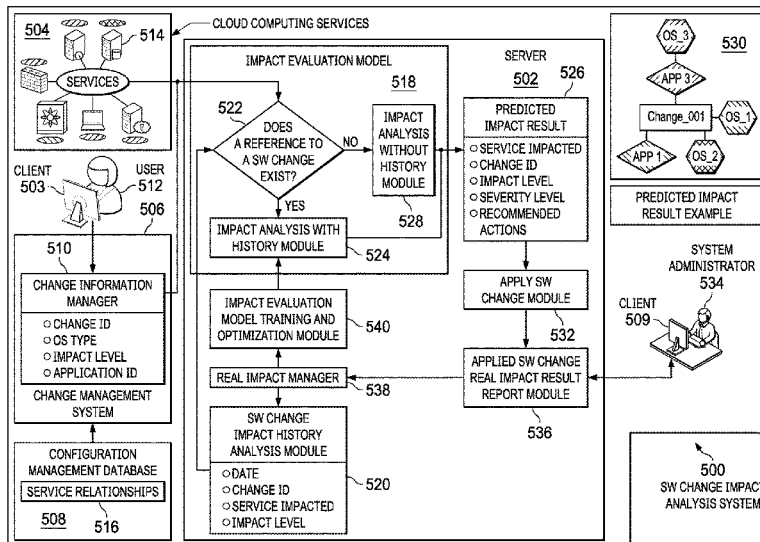 504
514
CLOUD COMPUTING SERVICES
SERVICES
CLIENT
503
USER
512
506
510
CHANGE INFORMATION
MANAGER
CHANGE ID
OS TYPE
IMPACT LEVEL
APPLICATION ID
CHANGE MANAGEMENT
SYSTEM
CONFIGURATION
MANAGEMENT DATABASE
SERVICE RELATIONSHIPS
508
516
IMPACT EVALUATION MODEL
518
522
DOES
A REFERENCE TO
A SW CHANGE
EXIST?
NO
YES
IMPACT
ANALYSIS
WITHOUT
HISTORY
MODULE
528
IMPACT ANALYSIS WITH
HISTORY MODULE
524
IMPACT EVALUATION
MODEL TRAINING AND
OPTIMIZATION MODULE
540
REAL IMPACT MANAGER
538
SW CHANGE
IMPACT HISTORY
ANALYSIS MODULE
520
DATE
CHANGE ID
SERVICE IMPACTED
IMPACT LEVEL
SERVER
502
526
PREDICTED
IMPACT RESULT
SERVICE IMPACTED
CHANGE ID
IMPACT LEVEL
SEVERITY LEVEL
RECOMMENDED
ACTIONS
APPLY SW
CHANGE MODULE
532
APPLIED SW CHANGE
REAL IMPACT RESULT
REPORT MODULE
536
OS_3
530
APP 3
Change_001
OS_1
APP 1
OS_2
PREDICTED IMPACT
RESULT EXAMPLE
SYSTEM
ADMINISTRATOR
534
CLIENT
509
500
SW CHANGE IMPACT
ANALYSIS SYSTEM